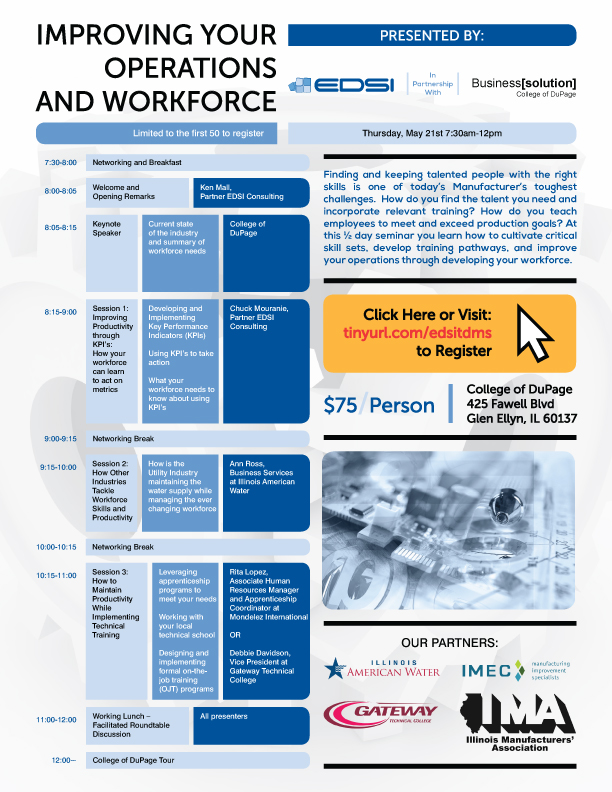 IMPROVING YOUR
OPERATIONS
AND WORKFORCE
PRESENTED BY:
EDSI
In
Partnership
With
Business[solution]
College of DuPage
Limited to the first 50 to register
Thursday, May 21st 7:30am-12pm
7:30-8:00
Networking and Breakfast
8:00-8:05
Welcome and
Opening Remarks
Ken Mall,
Partner EDSI Consulting
8:05-8:15
Keynote
Speaker
Current state
of the industry
and summary of
workforce needs
College of
DuPage
8:15-9:00
Session 1:
Improving
Productivity
through
KPI's:
How your
workforce
can learn
to act on
metrics
Developing and
Implementing
Key Performance
Indicators (KPIs)
Using KPI's to take
action
What your
workforce needs to
know about using
KPI's
Chuck Mouranie,
Partner EDSI
Consulting
9:00-9:15
Networking Break
9:15-10:00
Session 2:
How Other
Industries
Tackle
Workforce
Skills and
Productivity
How is the
Utility Industry
maintaining the
water supply while
managing the ever
changing workforce
Ann Ross,
Business Services
at Illinois American
Water
10:00-10:15
Networking Break
10:15-11:00
Session 3:
How to
Maintain
Productivity
While
Implementing
Technical
Training
Leveraging
apprenticeship
programs to
meet your needs
Working with
your local
technical school
Designing and
implementing
formal on-the-
job training
(OJT) programs
Rita Lopez,
Associate Human
Resources Manager
and Apprenticeship
Coordinator at
Mondelez International
OR
Debbie Davidson,
Vice President at
Gateway Technical
College
11:00-12:00
Working Lunch –
Facilitated Roundtable
Discussion
All presenters
12:00—
College of DuPage Tour
Finding and keeping talented people with the right
skills is one of today's Manufacturer's toughest
challenges. How do you find the talent you need and
incorporate relevant training? How do you teach
employees to meet and exceed production goals? At
this ½ day seminar you learn how to cultivate critical
skill sets, develop training pathways, and improve
your operations through developing your workforce.
Click Here or Visit:
tinyurl.com/edsitdms
to Register
$75/Person
College of DuPage
425 Fawell Blvd
Glen Ellyn, IL 60137
OUR PARTNERS:
ILLINOIS
AMERICAN WATER
IMEC
manufacturing
improvement
specialists
GATEWAY
TECHNICAL COLLEGE
IMA
Illinois Manufacturers'
Association